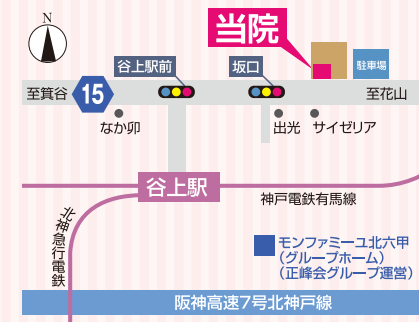 N
当院
谷上駅前
坂口
駐車場
至箕谷
15
至花山
なか卯
出光
サイゼリア
谷上駅
神戸電鉄有馬線
北神急行電鉄
モンファミーユ北六甲
(グループホーム)
(正峰会グループ運営)
阪神高速7号北神戸線